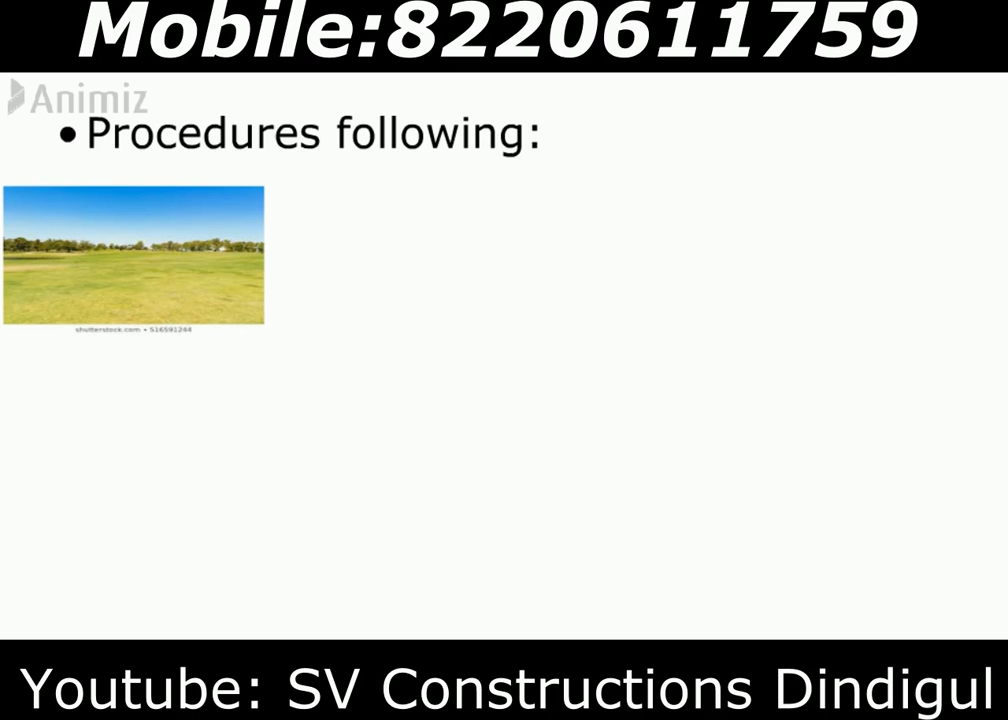 Mobile:8220611759
Animiz
• Procedures following:
shutterstock.com • 516591244
Youtube: SV Constructions Dindigul